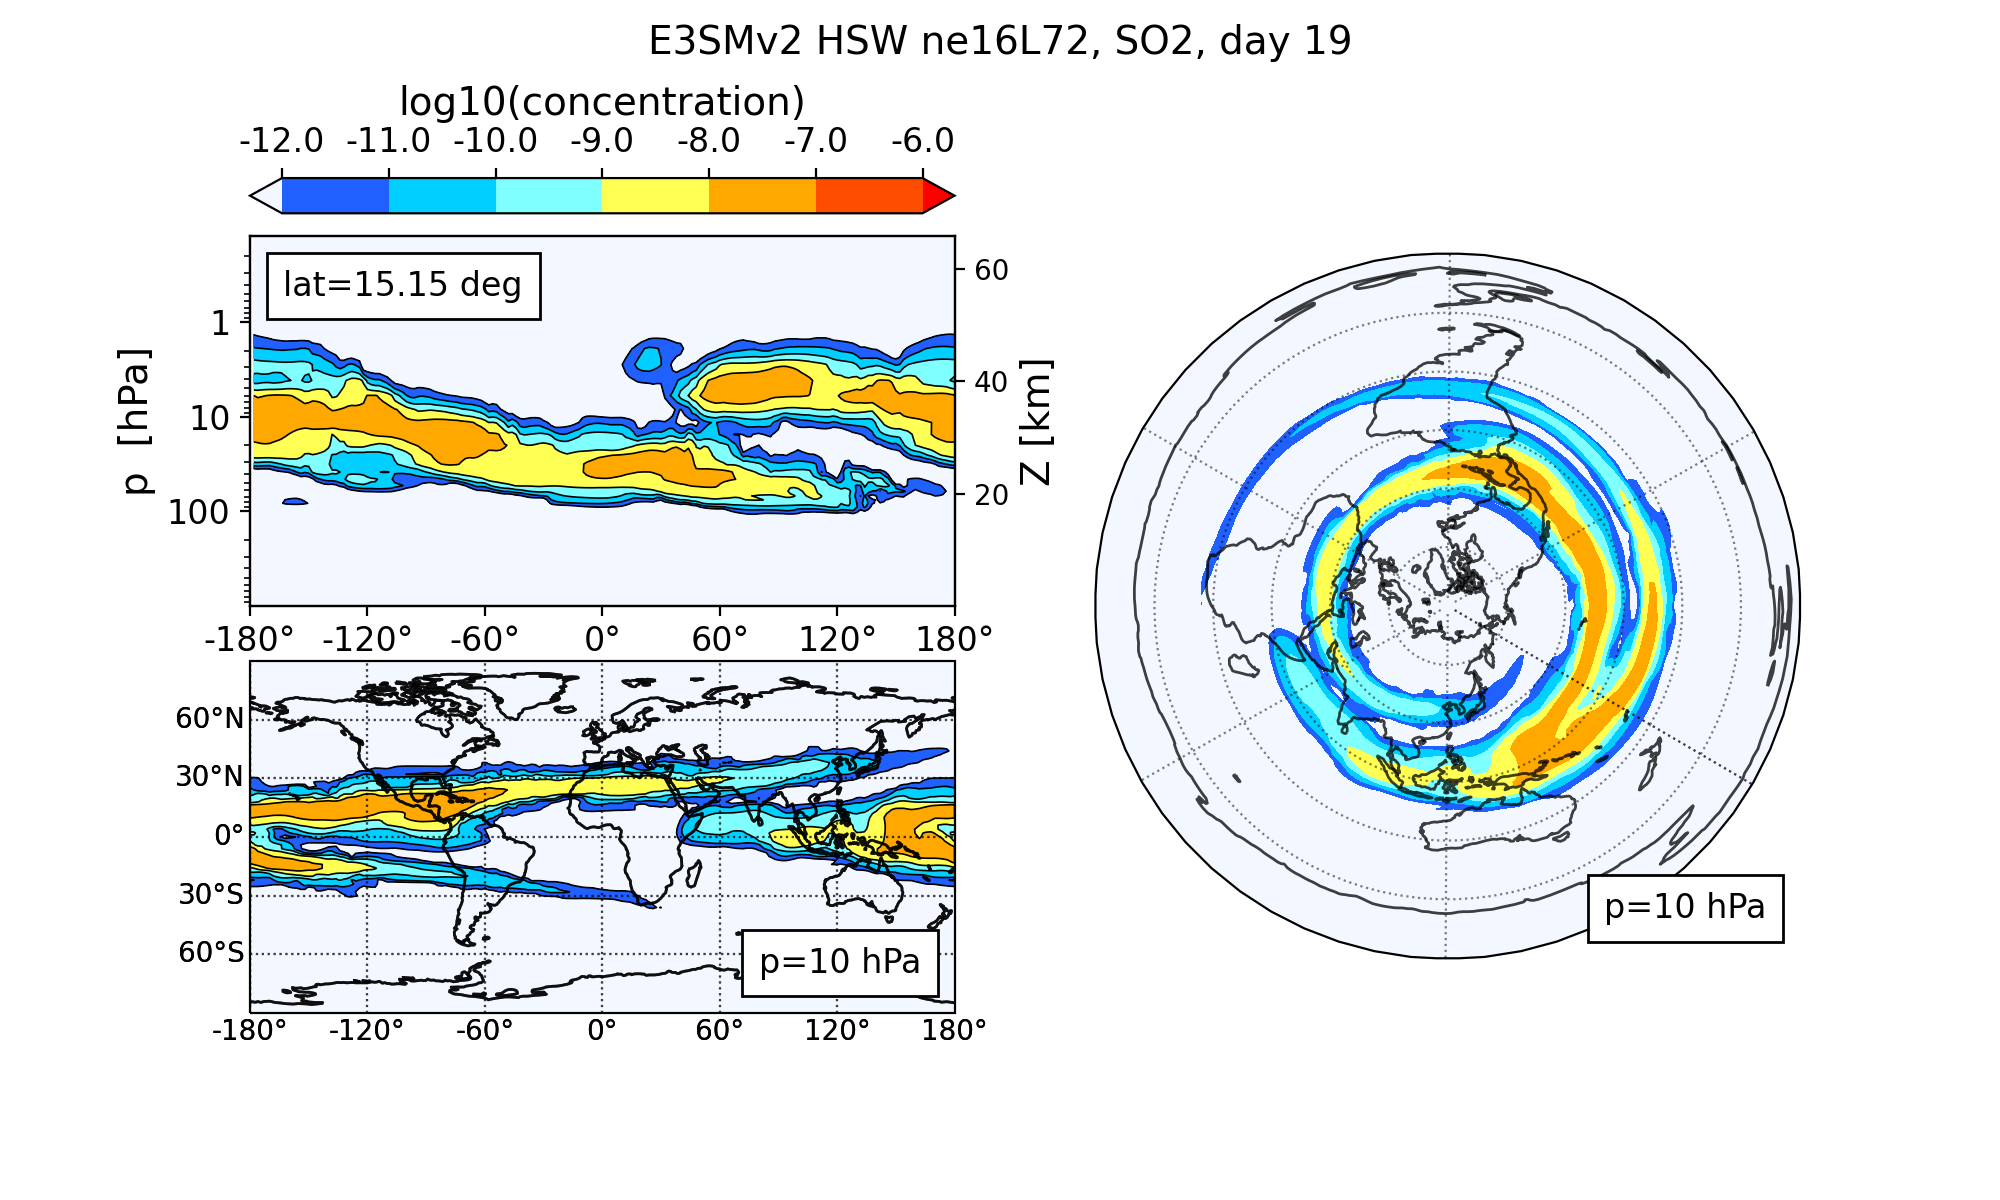 E3SMv2 HSW ne16L72, SO2, day 19
log10(concentration)
-12.0 -11.0 -10.0 -9.0 -8.0 -7.0 -6.0
lat=15.15 deg
p [hPa]
1
10
100
60
40
20
Z [km]
-180° -120° -60° 0° 60° 120° 180°
60°N
30°N
0°
30°S
60°S
p=10 hPa
-180° -120° -60° 0° 60° 120° 180°
p=10 hPa